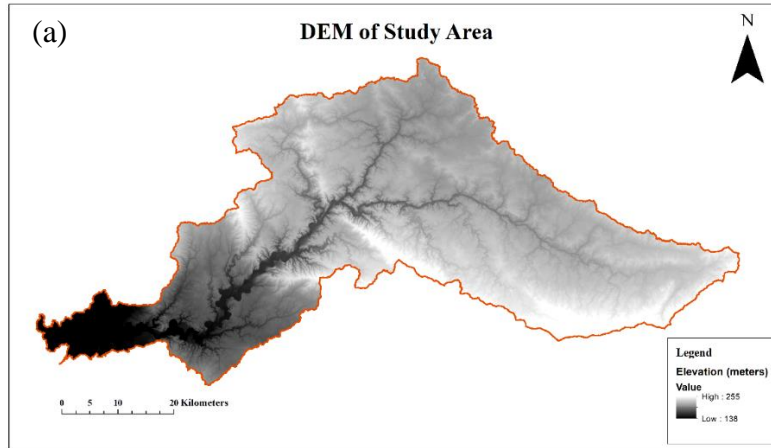 (a)
DEM of Study Area
N
0 5 10 20 Kilometers
Legend
Elevation (meters)
Value
High : 255
Low : 138